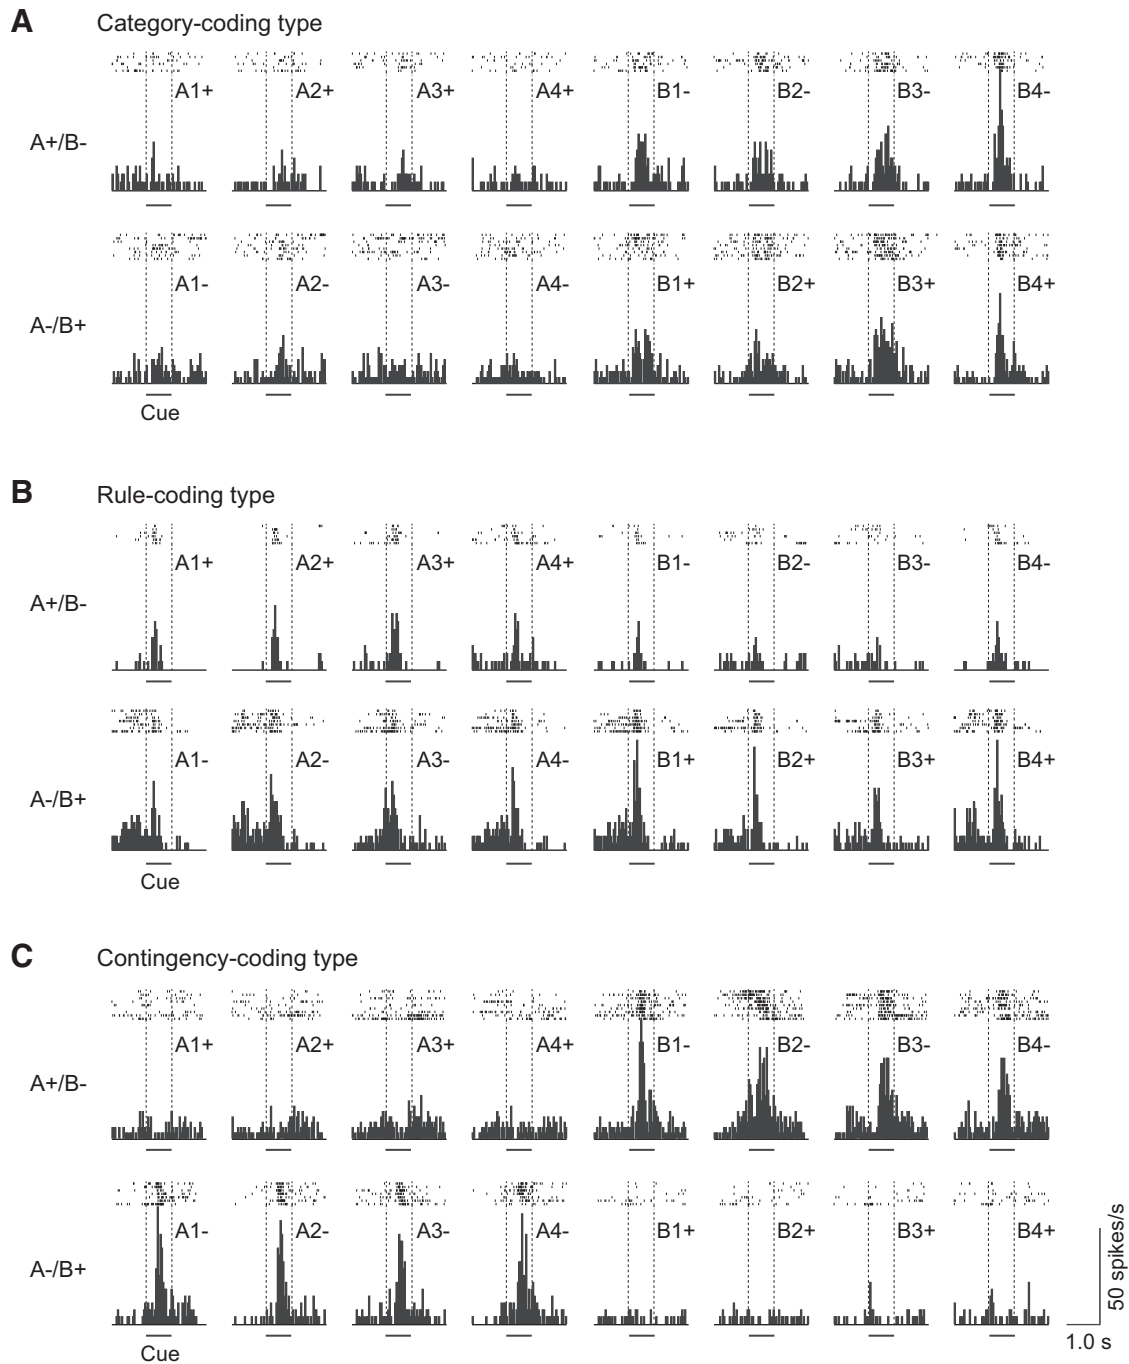 A Category-coding type
A1+ A2+ A3+ A4+ B1- B2- B3- B4-
A+/B-
A1- A2- A3- A4- B1+ B2+ B3+ B4+
A-/B+
Cue
B Rule-coding type
A1+ A2+ A3+ A4+ B1- B2- B3- B4-
A+/B-
A1- A2- A3- A4- B1+ B2+ B3+ B4+
A-/B+
Cue
C Contingency-coding type
A1+ A2+ A3+ A4+ B1- B2- B3- B4-
A+/B-
A1- A2- A3- A4- B1+ B2+ B3+ B4+
A-/B+
50 spikes/s
1.0 s
Cue